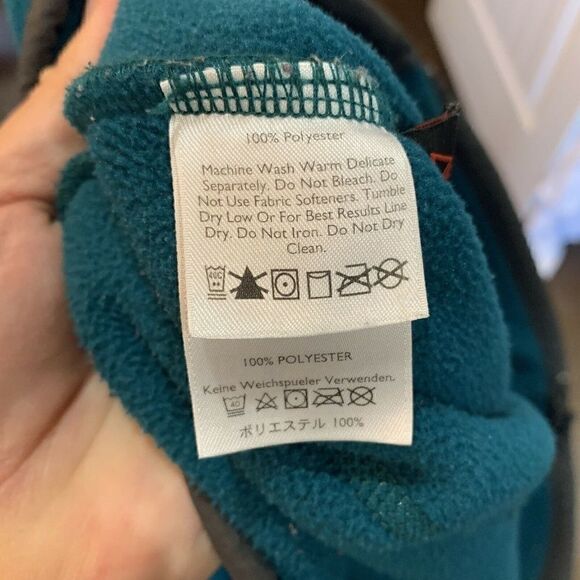 100% Polyester
Machine Wash Warm Delicate
Separately. Do Not Bleach. Do
Not Use Fabric Softeners. Tumble
Dry Low Or For Best Results Line
Dry. Do Not Iron. Do Not Dry
Clean.
40C
100% POLYESTER
Keine Weichspueler Verwenden.
40
ポリエステル 100%